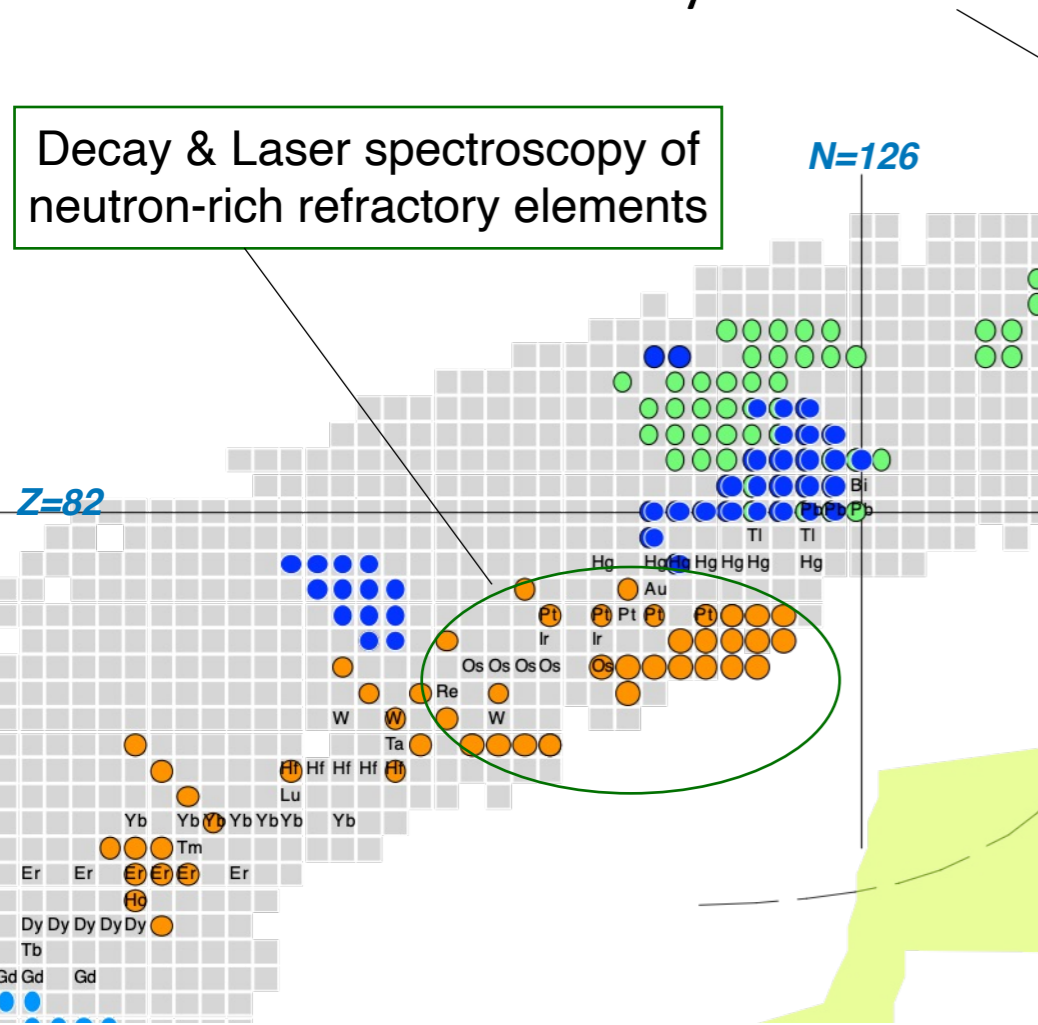 Decay & Laser spectroscopy of
neutron-rich refractory elements
N=126
Z=82
Bi
Pb Pb Pb
Tl Tl
Hg Hg Hg Hg Hg Hg Hg
Au
Pt Pt Pt Pt Pt
Ir Ir
Os Os Os Os Os
Re
W W W
Ta
Hf Hf Hf Hf Hf
Lu
Yb Yb Yb Yb Yb Yb Yb
Tm
Er Er Er Er Er Er
Ho
Dy Dy Dy Dy Dy
Tb
Gd Gd Gd